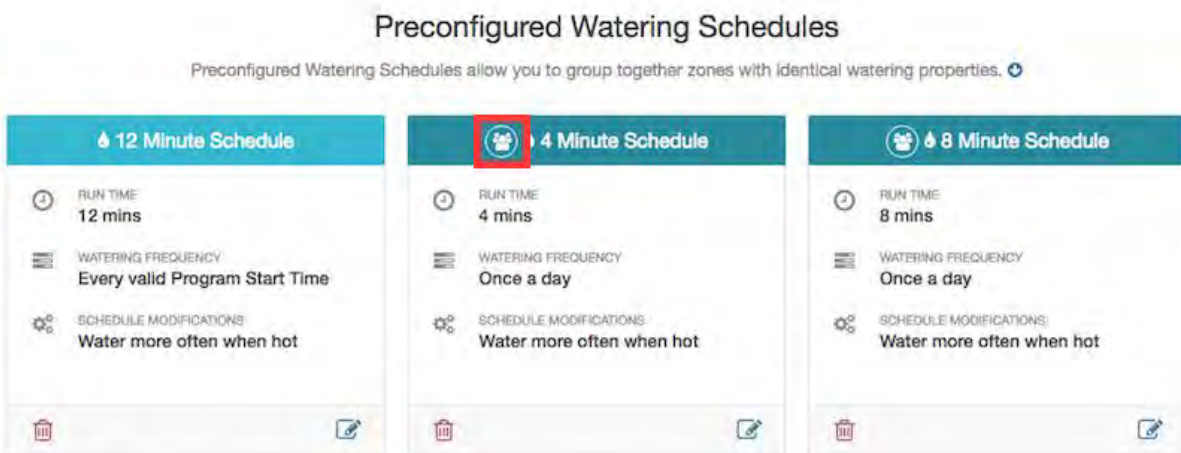 Preconfigured Watering Schedules
Preconfigured Watering Schedules allow you to group together zones with identical watering properties.
12 Minute Schedule
RUN TIME
12 mins
WATERING FREQUENCY
Every valid Program Start Time
SCHEDULE MODIFICATIONS
Water more often when hot
4 Minute Schedule
RUN TIME
4 mins
WATERING FREQUENCY
Once a day
SCHEDULE MODIFICATIONS
Water more often when hot
8 Minute Schedule
RUN TIME
8 mins
WATERING FREQUENCY
Once a day
SCHEDULE MODIFICATIONS
Water more often when hot